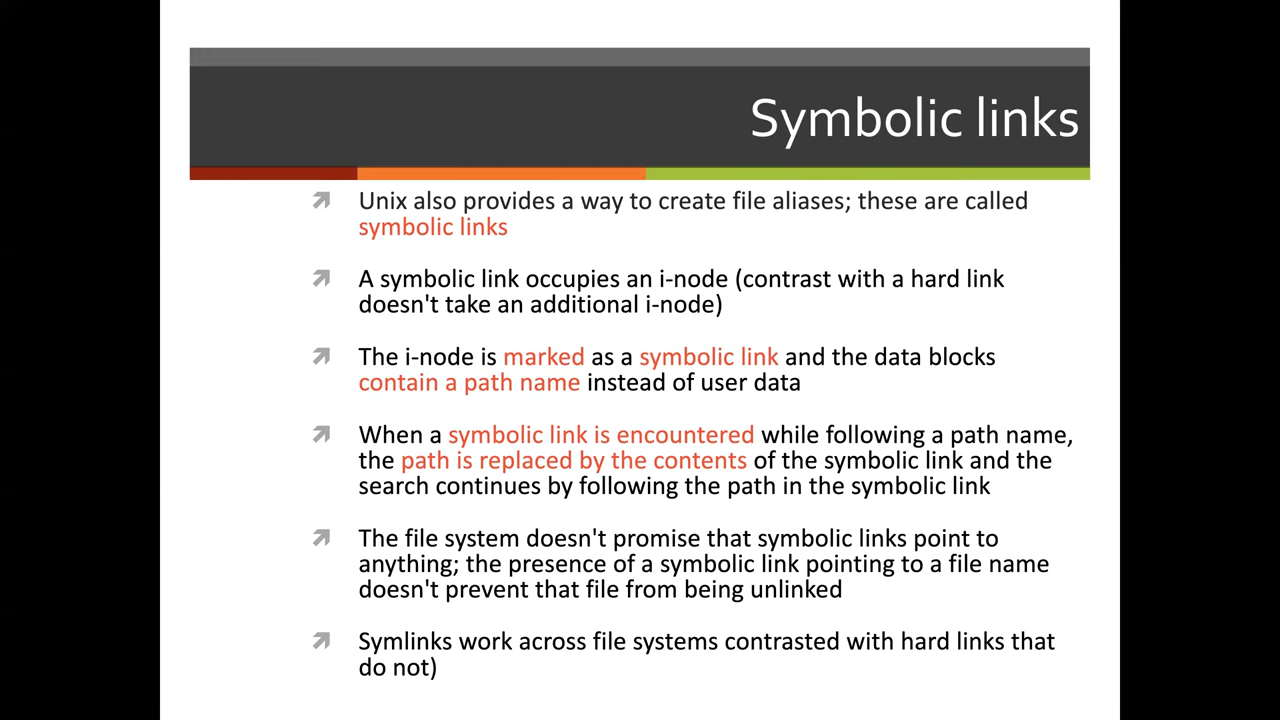 Symbolic links
Unix also provides a way to create file aliases; these are called
symbolic links
A symbolic link occupies an i-node (contrast with a hard link
doesn't take an additional i-node)
The i-node is marked as a symbolic link and the data blocks
contain a path name instead of user data
When a symbolic link is encountered while following a path name,
the path is replaced by the contents of the symbolic link and the
search continues by following the path in the symbolic link
The file system doesn't promise that symbolic links point to
anything; the presence of a symbolic link pointing to a file name
doesn't prevent that file from being unlinked
Symlinks work across file systems contrasted with hard links that
do not)